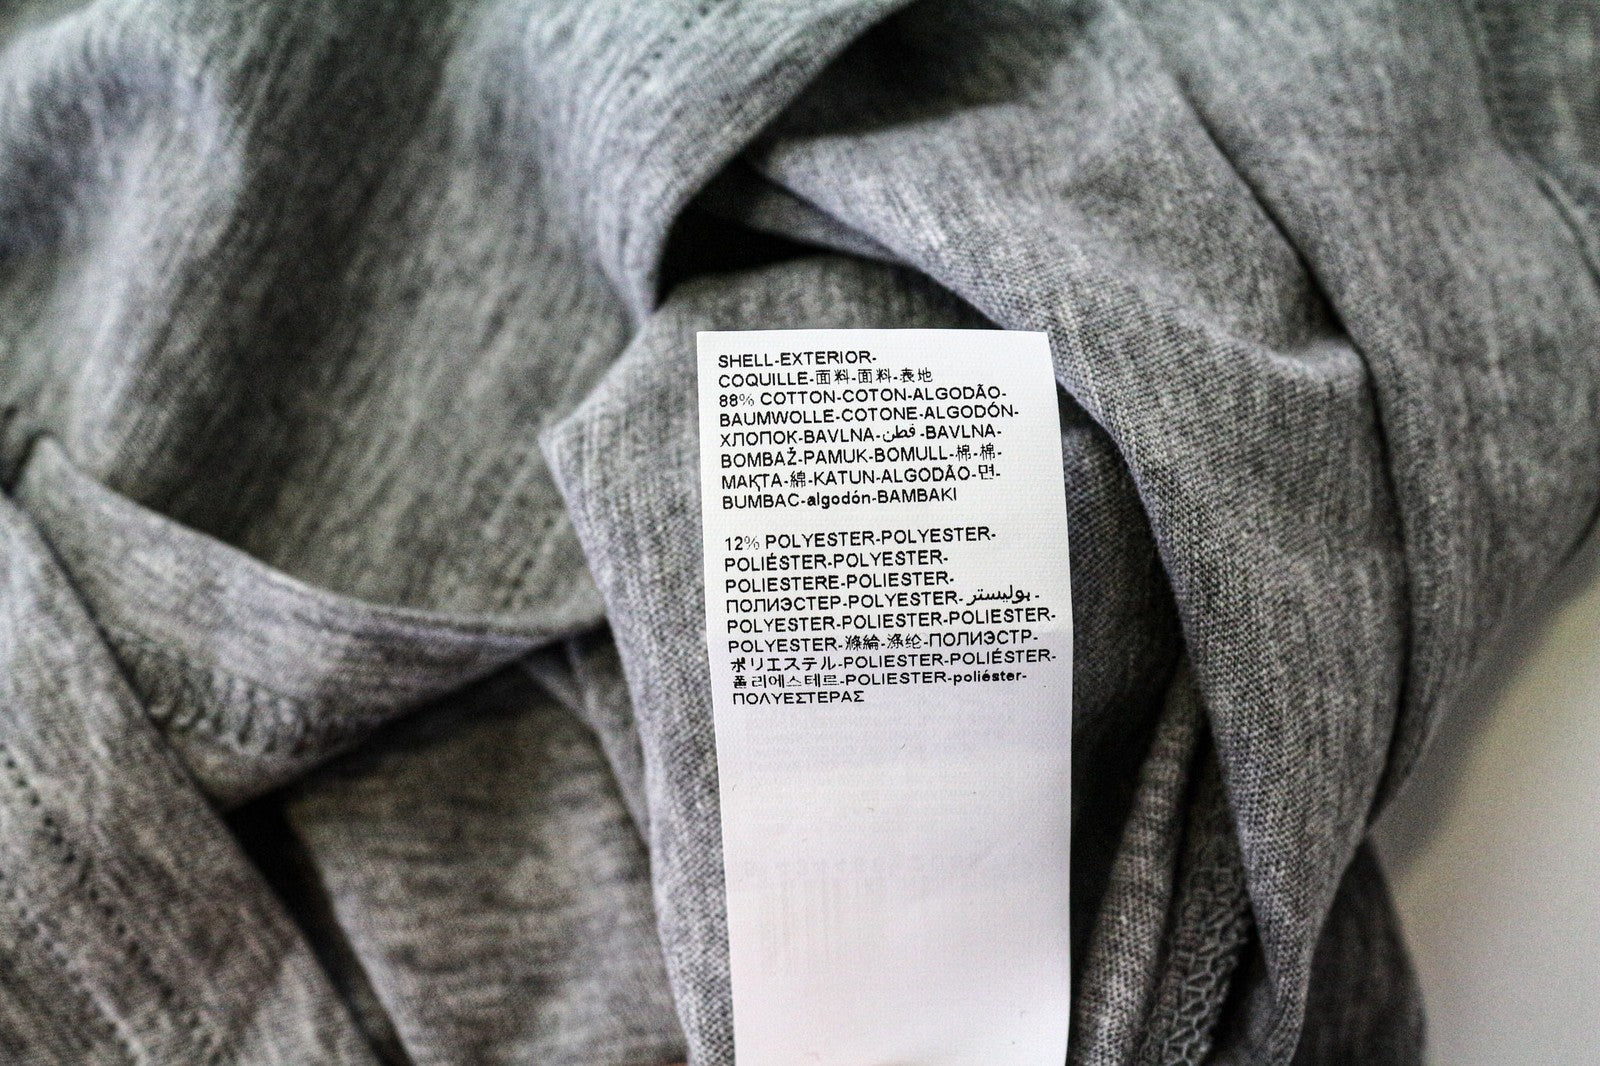 SHELL-EXTERIOR-
COQUILLE-面料-面料-表地
88% COTTON-COTON-ALGODÃO-
BAUMWOLLE-COTONE-ALGODÓN-
ХЛОПОК-BAVLNA-قطن-BAVLNA-
BOMBAŽ-PAMUK-BOMULL-棉-棉-
МАҚТА-綿-KATUN-ALGODÃO-면-
BUMBAC-algodón-BAMBAKI
12% POLYESTER-POLYESTER-
POLIÉSTER-POLYESTER-
POLIESTERE-POLIESTER-
ПОЛИЭСТЕР-POLYESTER-بوليستر-
POLYESTER-POLIESTER-POLIESTER-
POLYESTER-滌綸-涤纶-ПОЛИЭСТР-
ポリエステル-POLIESTER-POLIÉSTER-
폴리에스테르-POLIESTER-poliéster-
ΠΟΛΥΕΣΤΕΡΑΣ